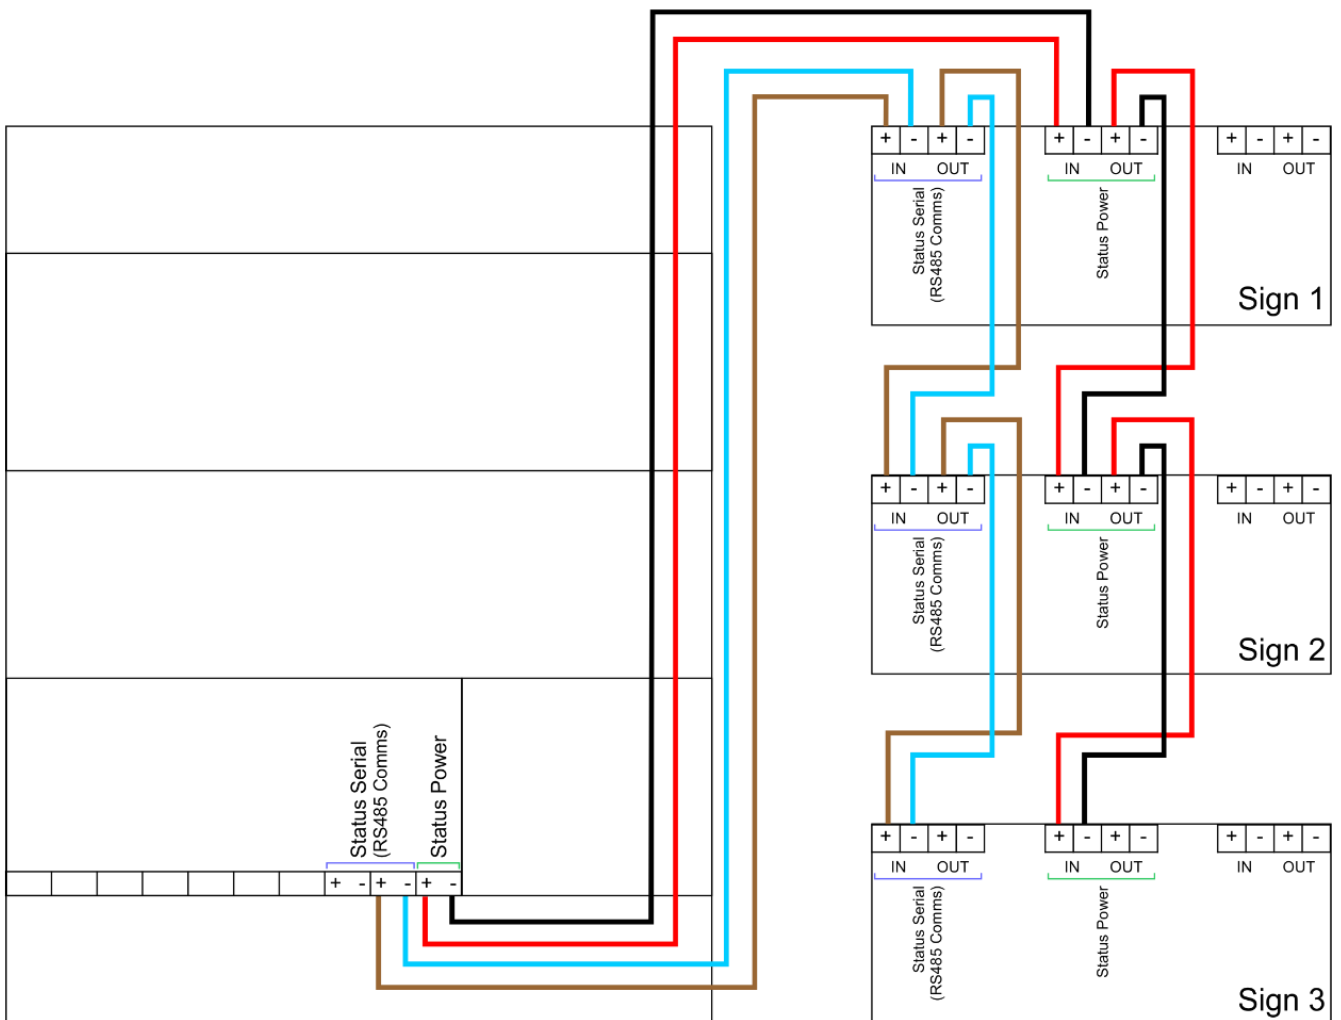 + - + - + - + - + - + -
IN OUT IN OUT IN OUT
Status Serial
(RS485 Comms)
Status Power
Sign 1
+ - + - + - + - + - + -
IN OUT IN OUT IN OUT
Status Serial
(RS485 Comms)
Status Power
Sign 2
Status Serial
(RS485 Comms)
Status Power
+ - + - + -
+ - + - + - + - + - + -
IN OUT IN OUT IN OUT
Status Serial
(RS485 Comms)
Status Power
Sign 3